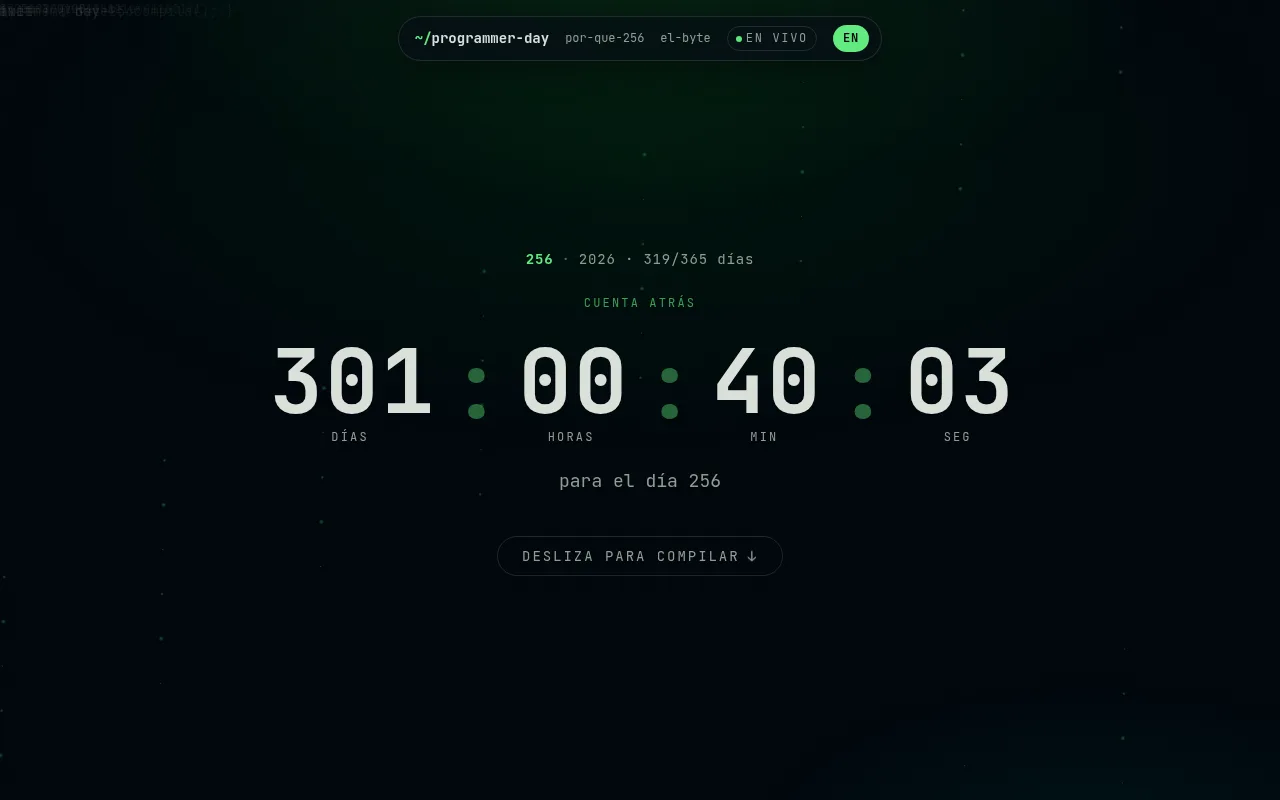 ~/programmer-day por-que-256 el-byte EN VIVO EN
256 · 2026 · 319/365 días
CUENTA ATRÁS
301 : 00 : 40 : 03
DÍAS HORAS MIN SEG
para el día 256
DESLIZA PARA COMPILAR ↓